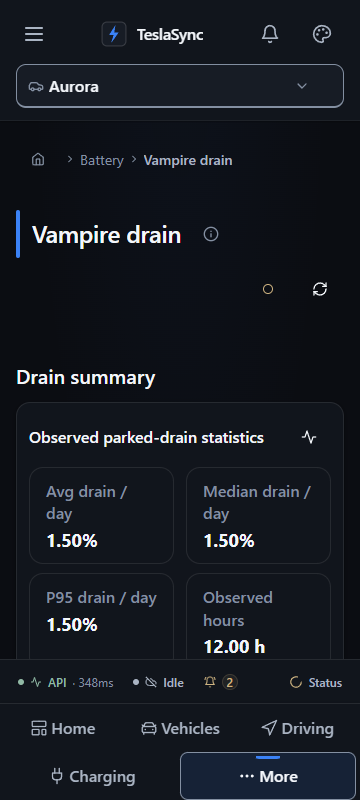 TeslaSync
Aurora
Battery
Vampire drain
Vampire drain
Drain summary
Observed parked-drain statistics
Avg drain /
day
1.50%
Median drain /
day
1.50%
P95 drain / day
1.50%
Observed
hours
12.00 h
API · 348ms
Idle
2
Status
Home
Vehicles
Driving
Charging
More